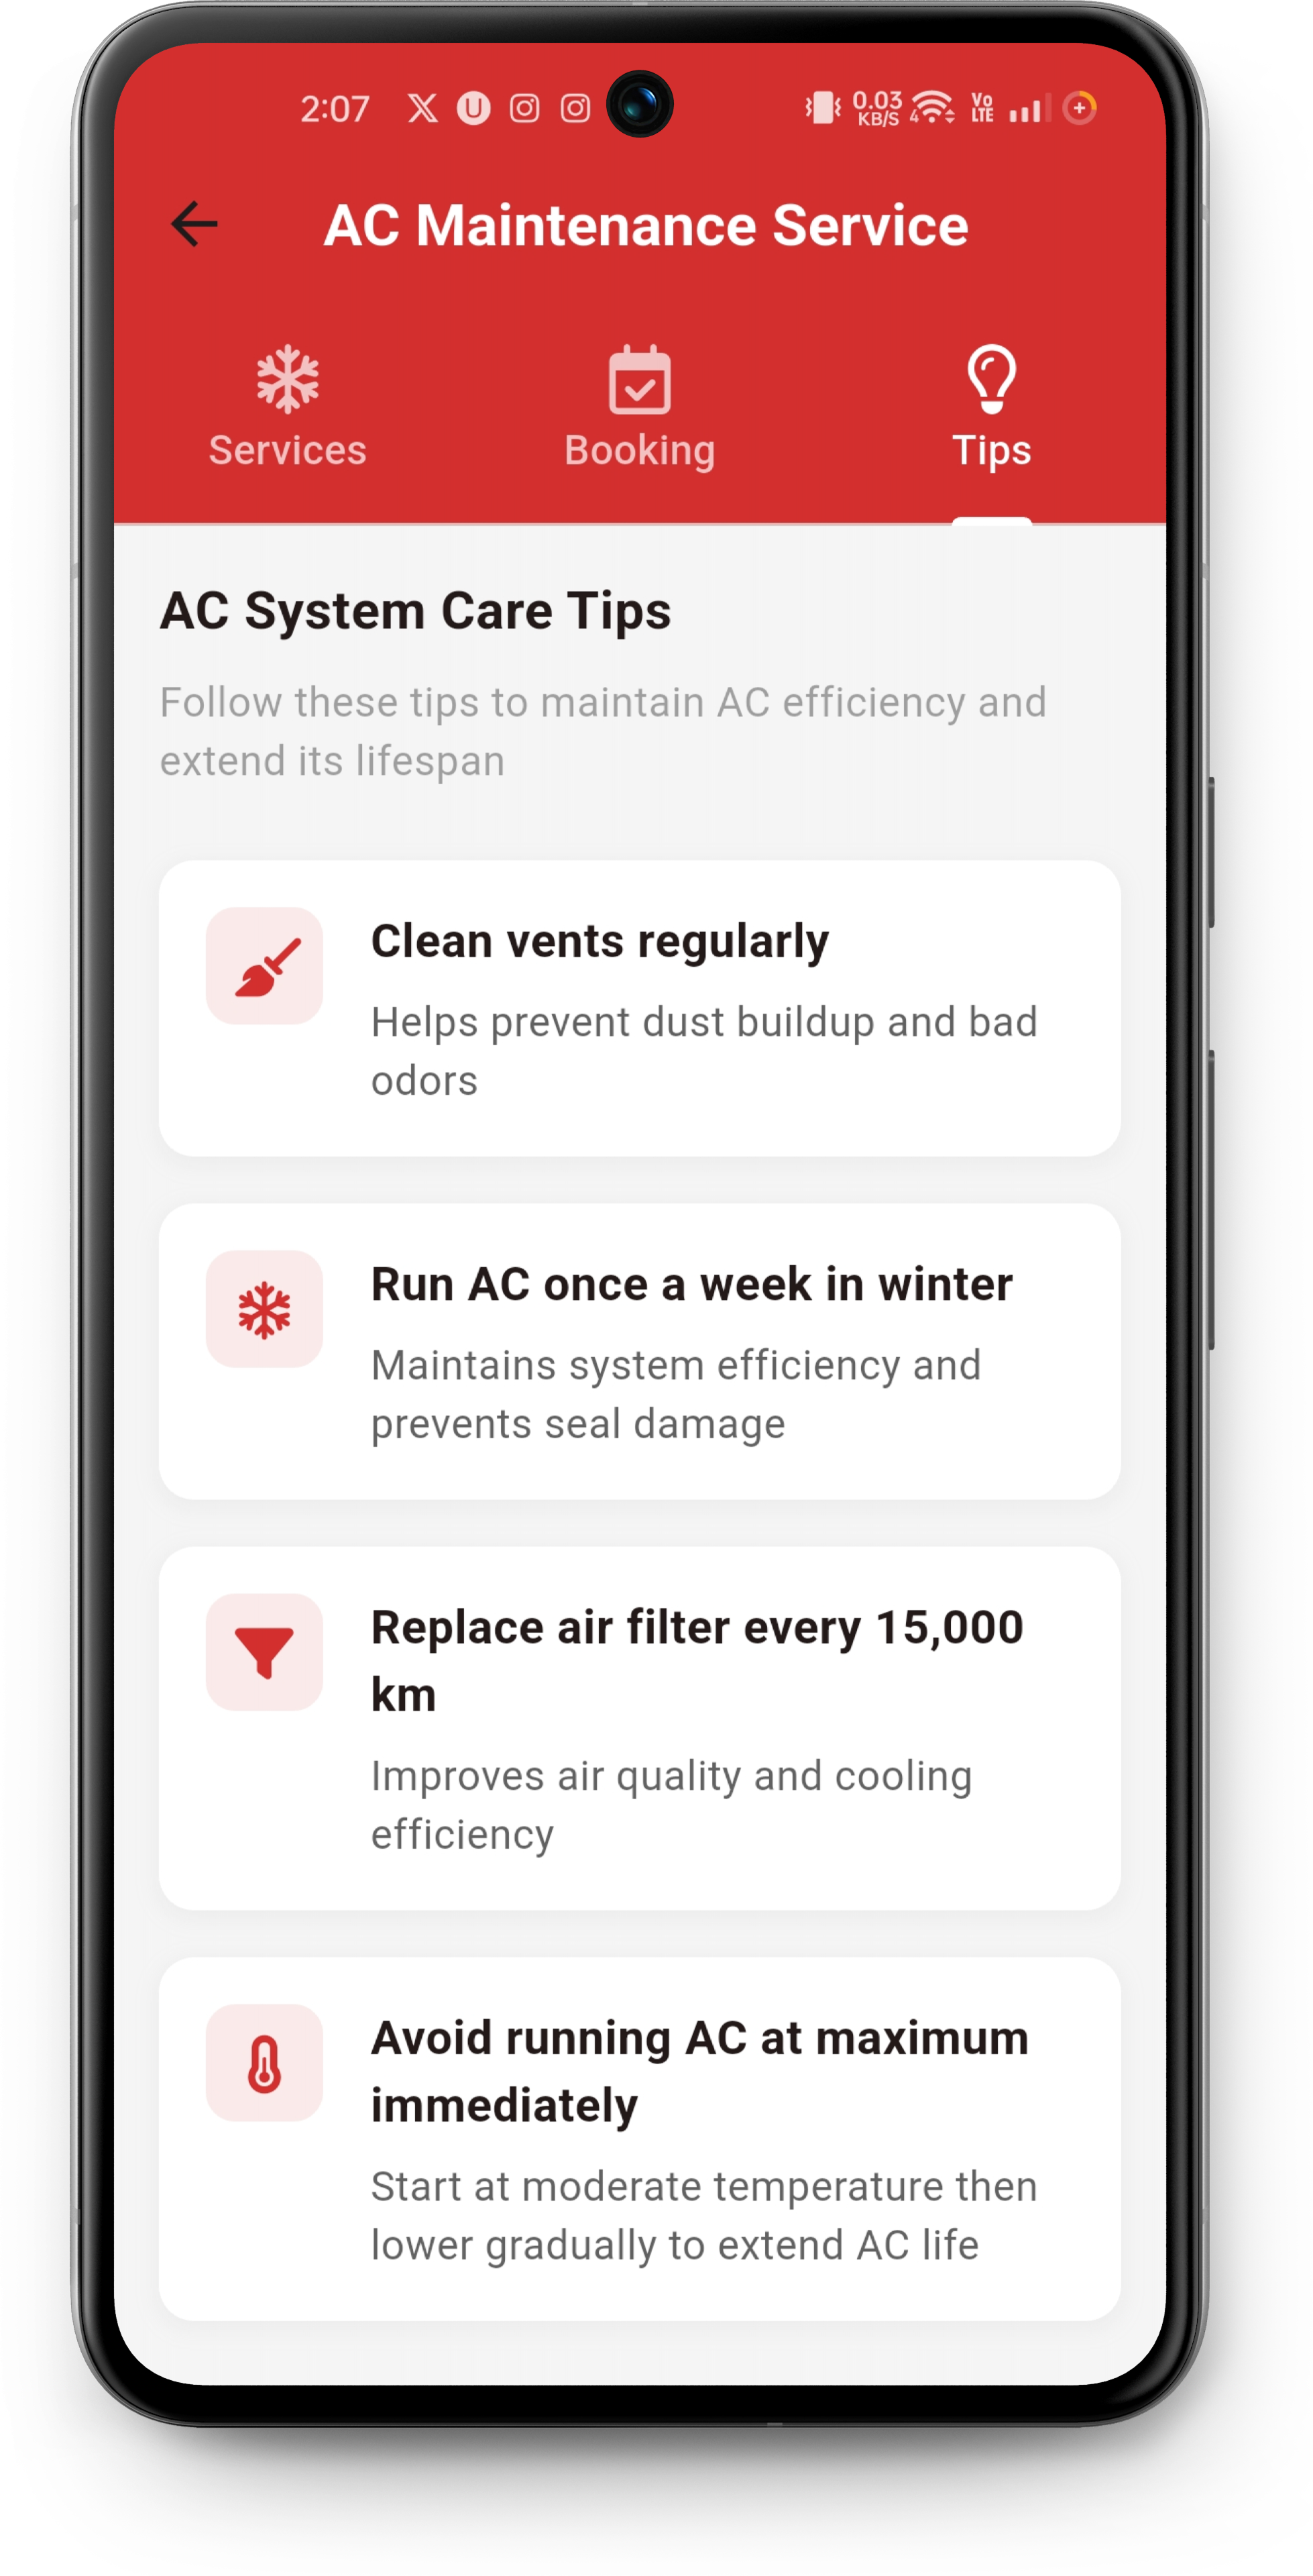 2:07
0.03
KB/S
4
Vo
LTE
AC Maintenance Service
Services
Booking
Tips
AC System Care Tips
Follow these tips to maintain AC efficiency and
extend its lifespan
Clean vents regularly
Helps prevent dust buildup and bad
odors
Run AC once a week in winter
Maintains system efficiency and
prevents seal damage
Replace air filter every 15,000
km
Improves air quality and cooling
efficiency
Avoid running AC at maximum
immediately
Start at moderate temperature then
lower gradually to extend AC life